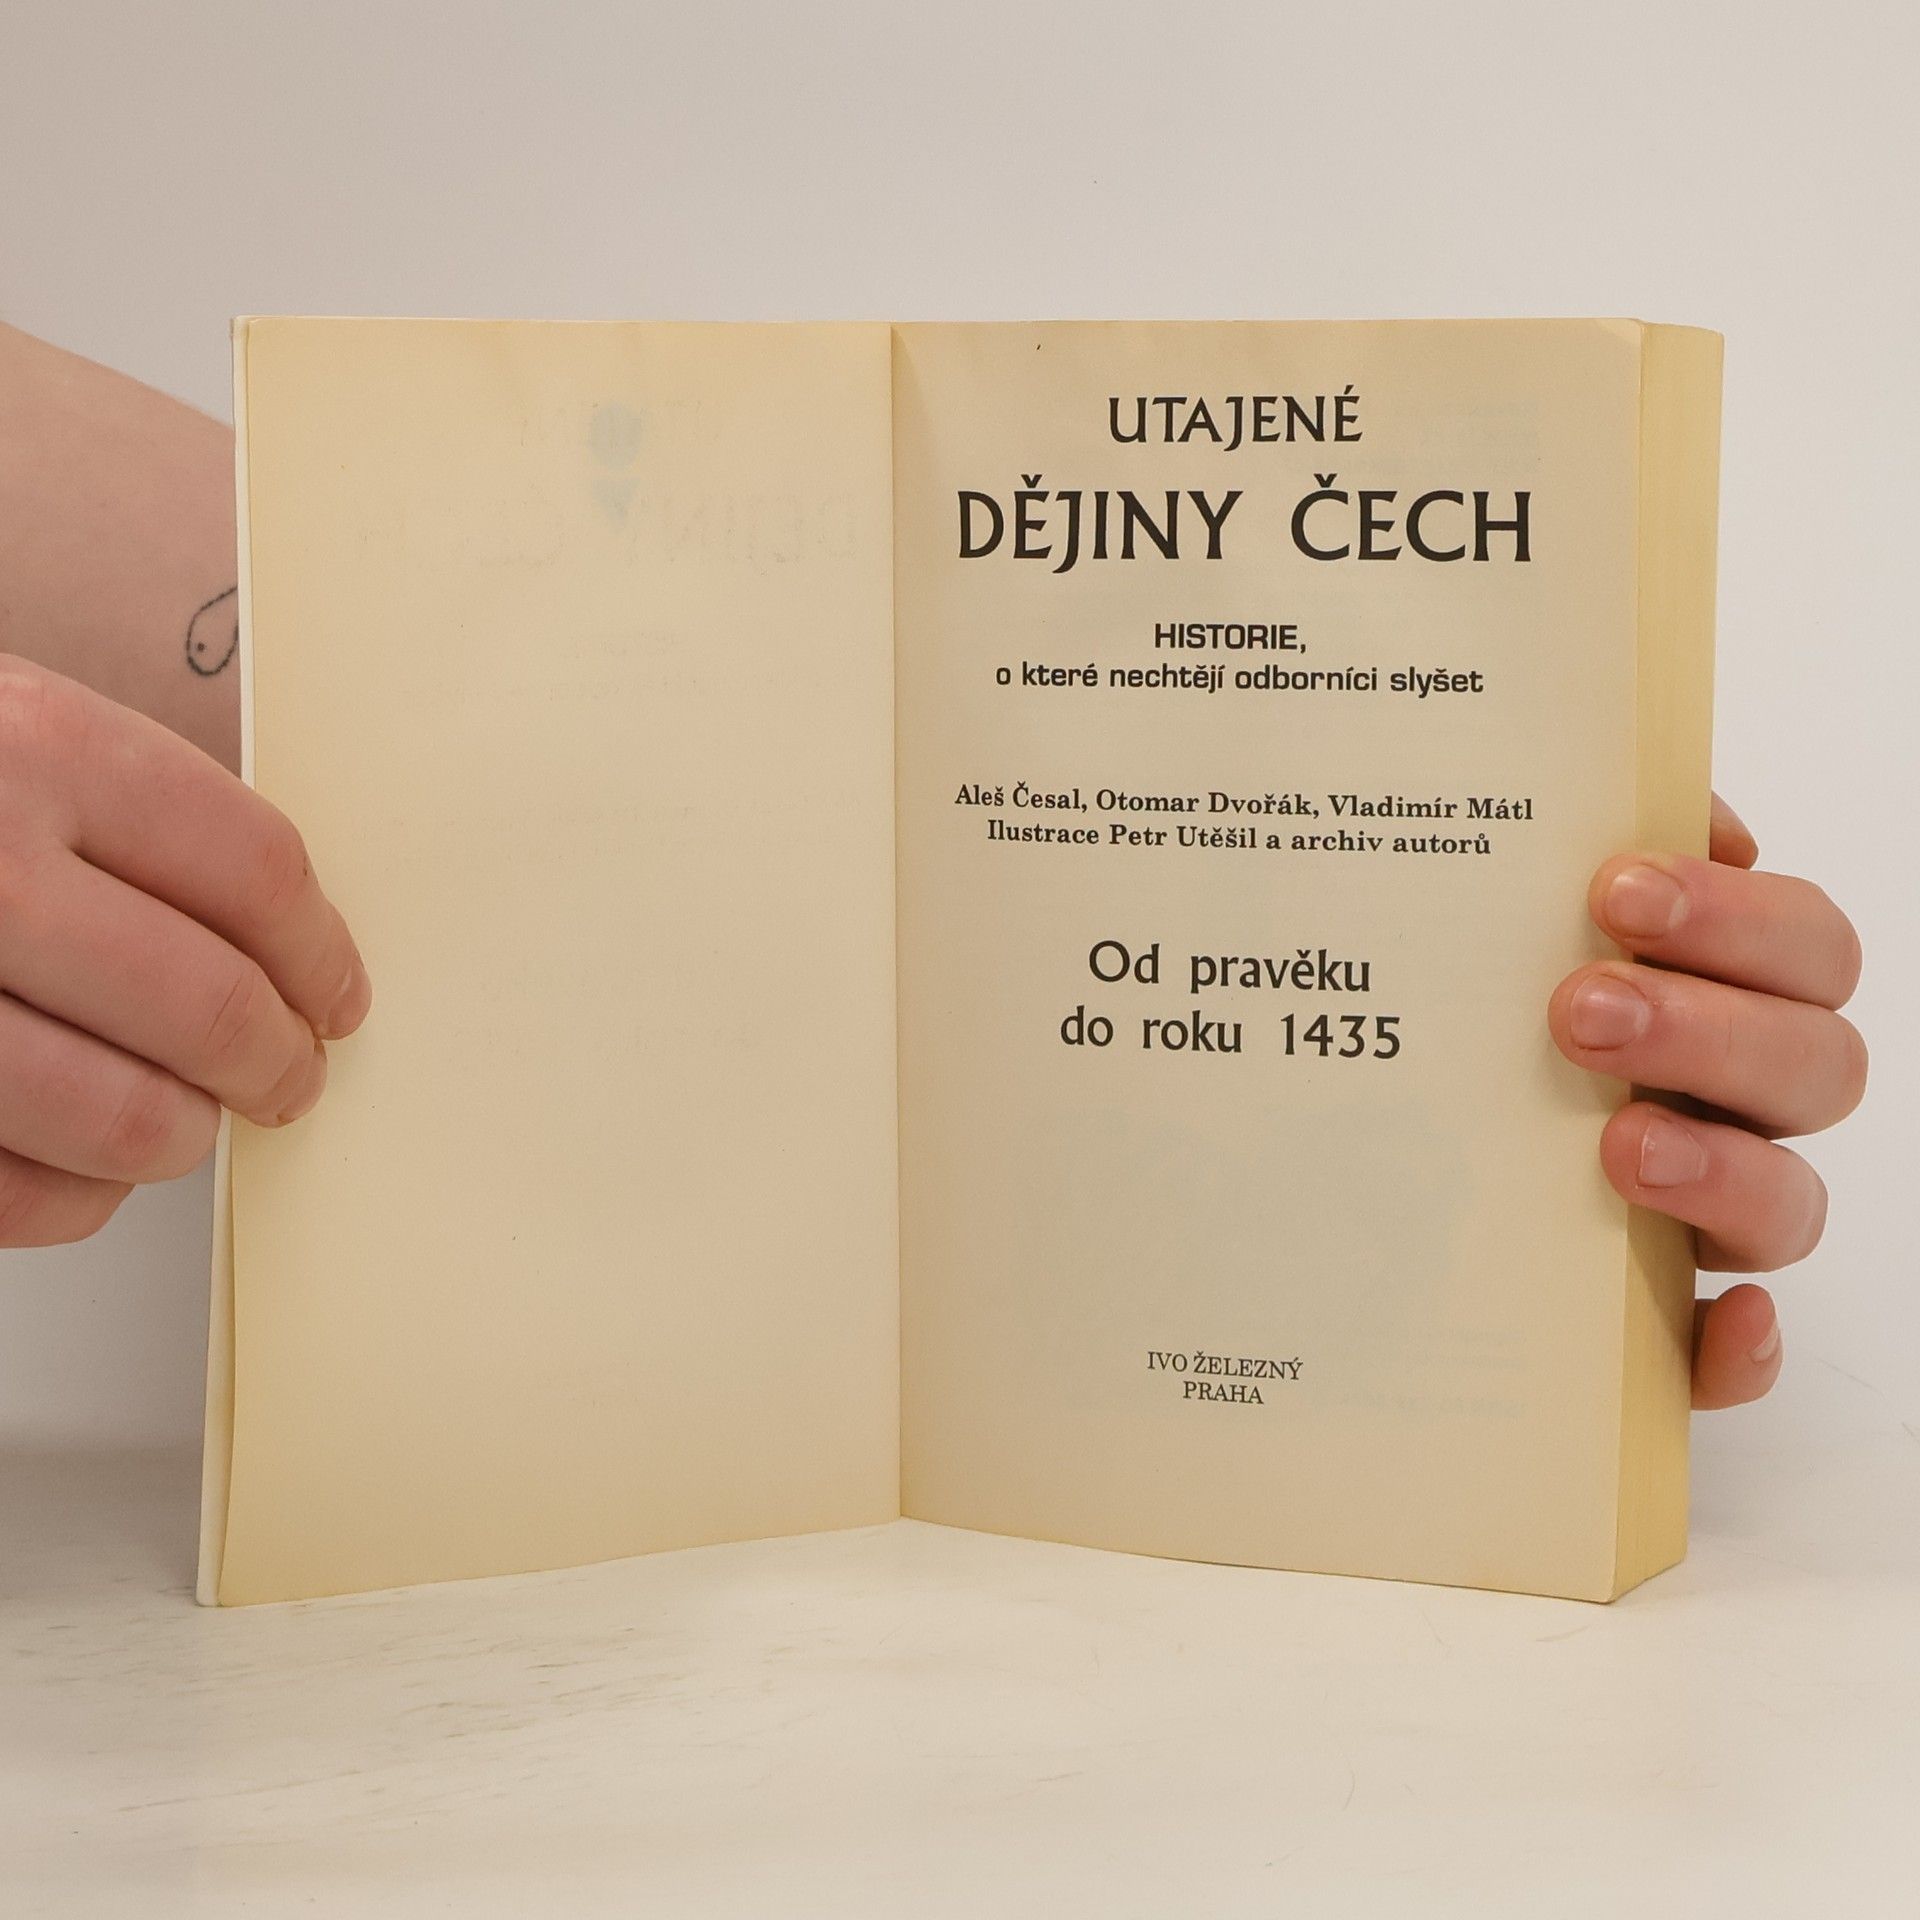 UTAJENÉ
DĚJINY ČECH
HISTORIE,
o které nechtějí odborníci slyšet
Aleš Česal, Otomar Dvořák, Vladimír Mátl
Ilustrace Petr Utěšil a archiv autorů
Od pravěku
do roku 1435
IVO ŽELEZNÝ
PRAHA